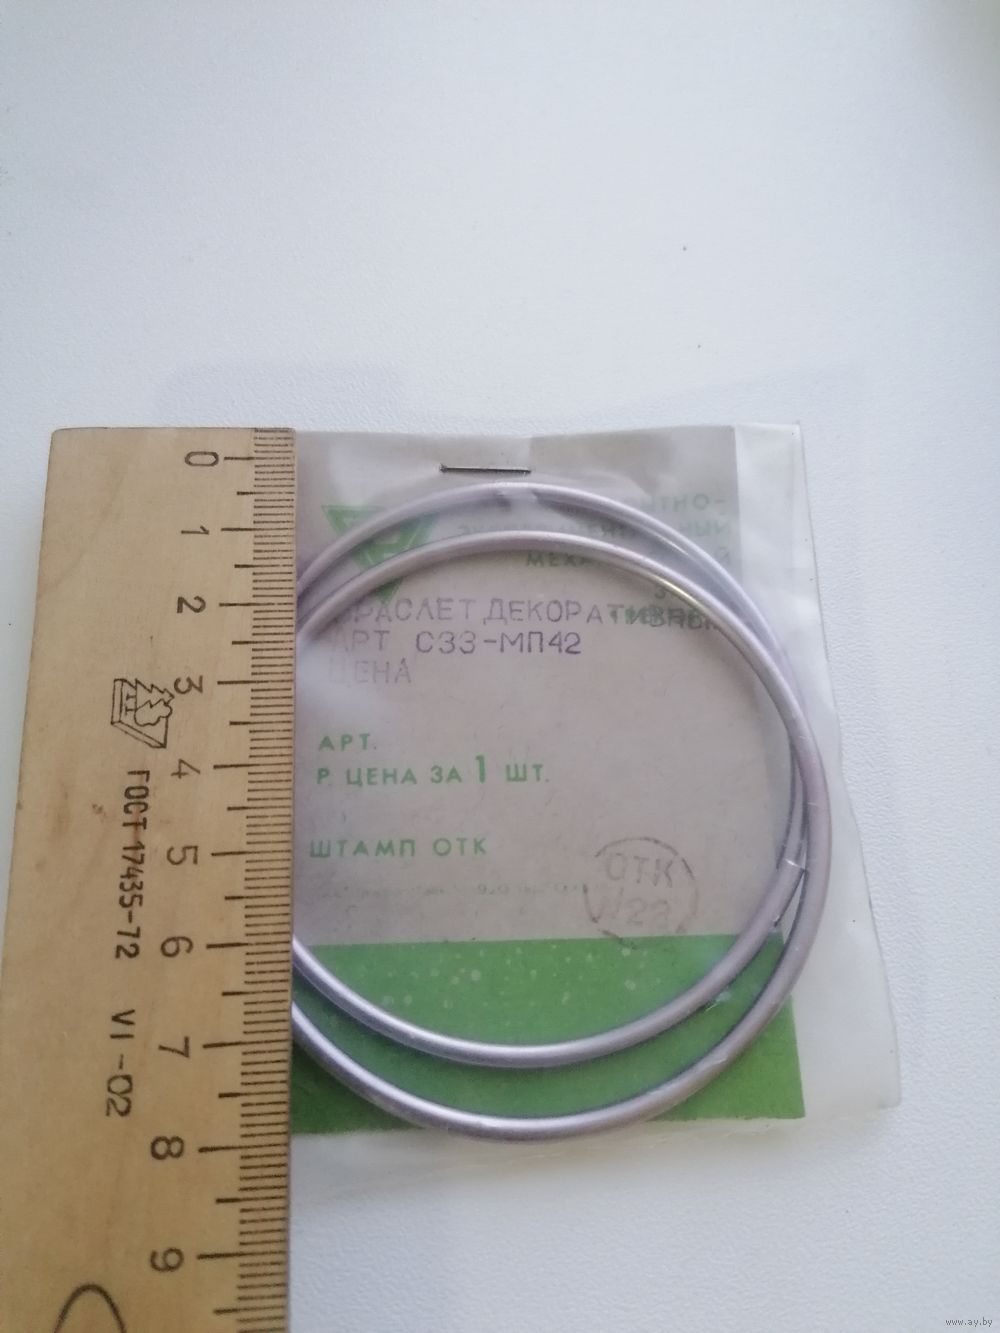 0
1
2
3
4
5
6
7
8
9
ГОСТ-17435-72 VI-02
ДЕКОРАТИВНЫЙ
АРТ С33-МП42
ЦЕНА
АРТ.
Р. ЦЕНА ЗА 1 ШТ.
ШТАМП ОТК
ОТК
www.ay.by